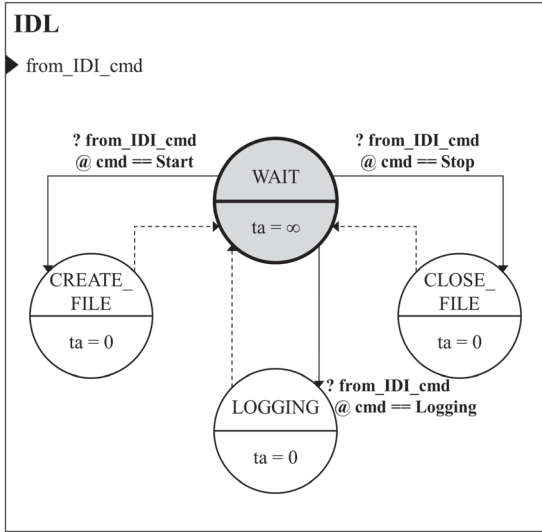 IDL
from_IDI_cmd
? from_IDI_cmd
@ cmd == Start
? from_IDI_cmd
@ cmd == Stop
WAIT
ta = ∞
CREATE_
FILE
ta = 0
CLOSE_
FILE
ta = 0
? from_IDI_cmd
@ cmd == Logging
LOGGING
ta = 0